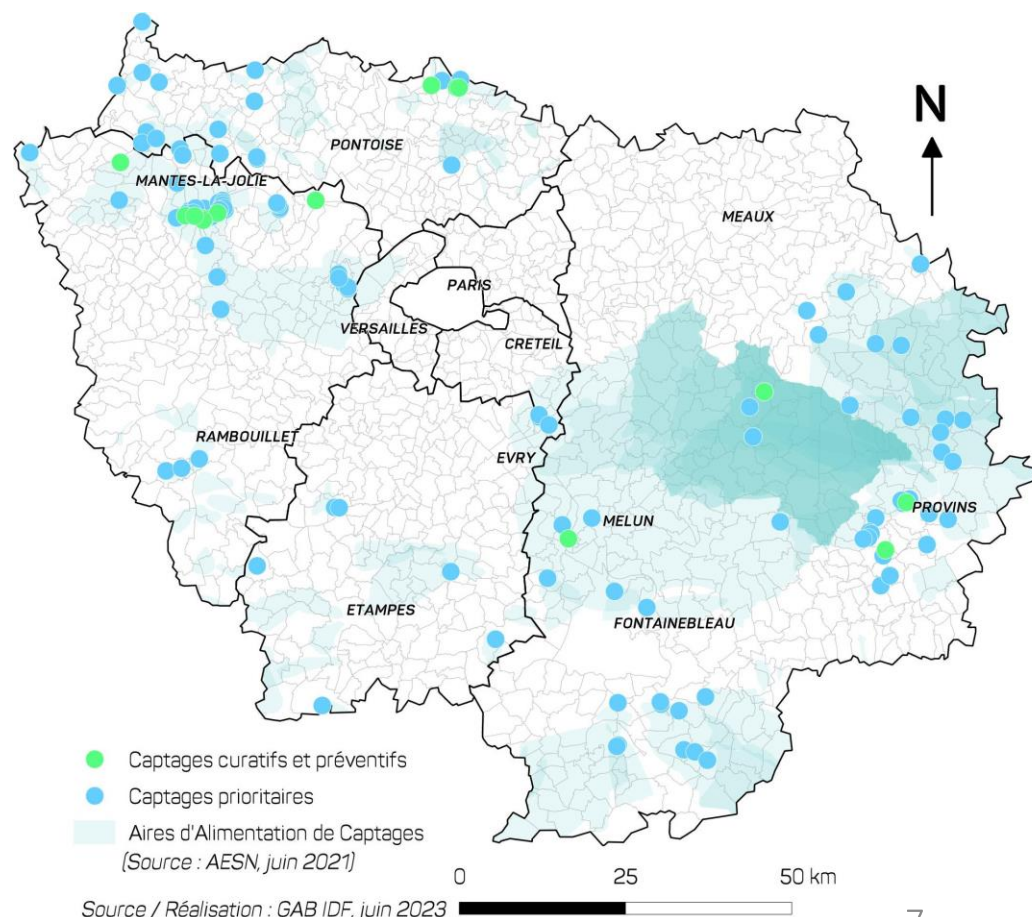 N
PONTOISE
MANTES-LA-JOLIE
MEAUX
PARIS
VERSAILLES
CRETEIL
RAMBOUILLET
EVRY
PROVINS
MELUN
ETAMPES
FONTAINEBLEAU
Captages curatifs et préventifs
Captages prioritaires
Aires d'Alimentation de Captages
(Source : AESN, juin 2021)
0 25 50 km
Source / Réalisation : GAB IDF, juin 2023